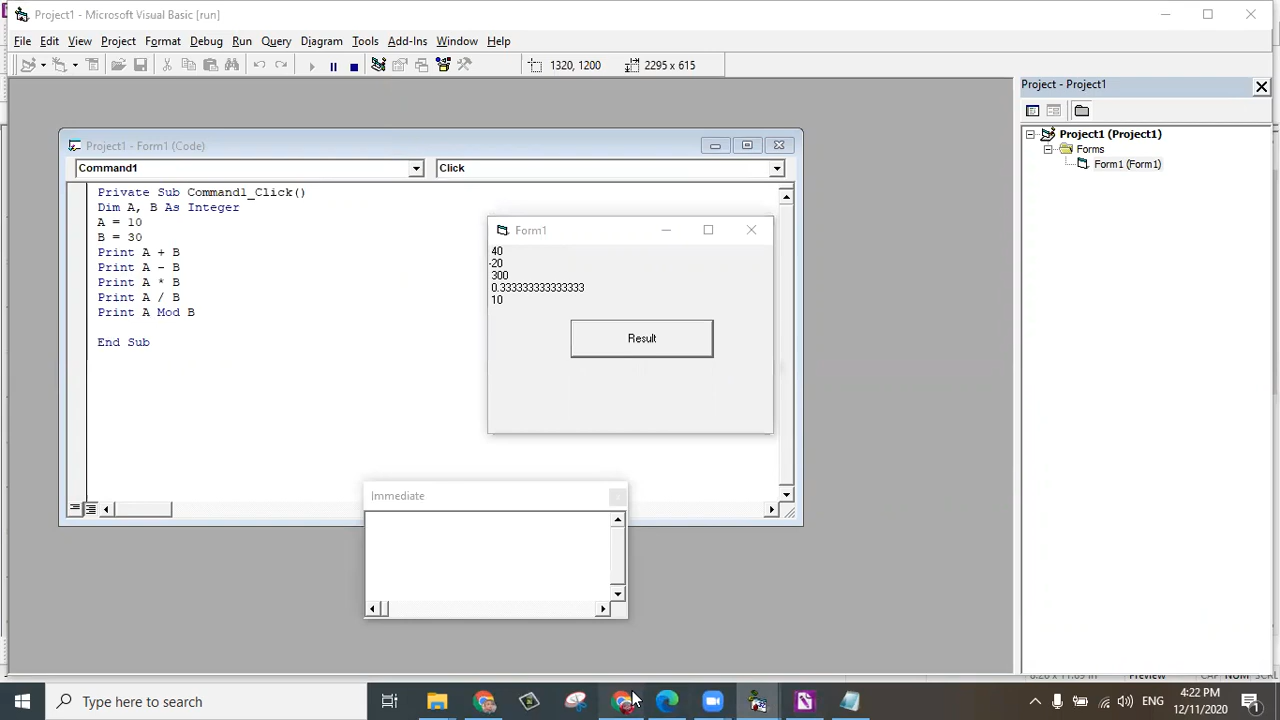 Project1 - Microsoft Visual Basic [run]
File Edit View Project Format Debug Run Query Diagram Tools Add-Ins Window Help
1320, 1200 2295 x 615
Project - Project1
Project1 (Project1)
Forms
Form1 (Form1)
Project1 - Form1 (Code)
Command1 Click
Private Sub Command1_Click()
Dim A, B As Integer
A = 10
B = 30
Print A + B
Print A - B
Print A * B
Print A / B
Print A Mod B
End Sub
Form1
40
-20
300
0.333333333333333
10
Result
Immediate
Preview
Type here to search
ENG
4:22 PM
12/11/2020
1